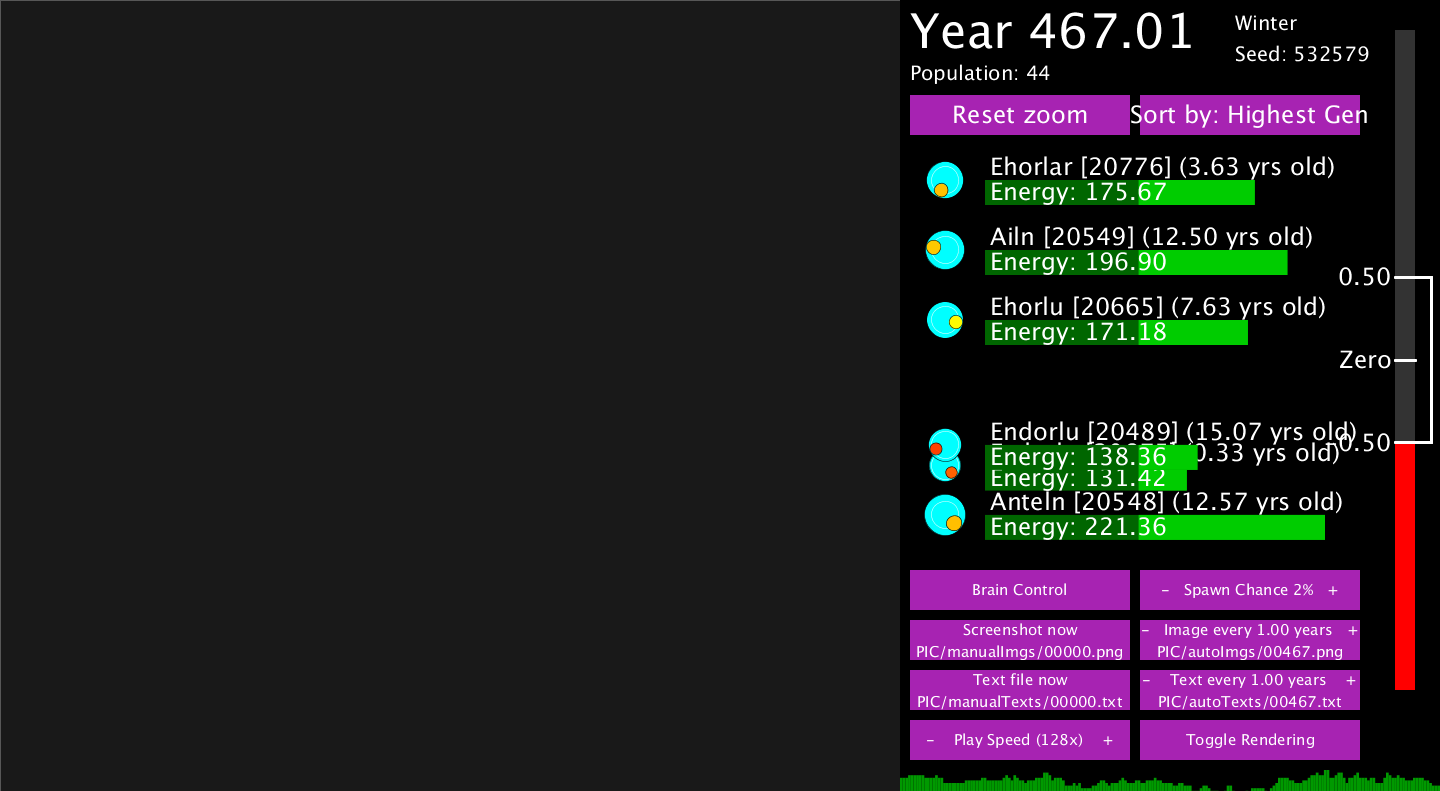 Year 467.01
Winter
Seed: 532579
Population: 44
Reset zoom
Sort by: Highest Gen
Ehorlar [20776] (3.63 yrs old)
Energy: 175.67
Ailn [20549] (12.50 yrs old)
Energy: 196.90
0.50
Ehorlu [20665] (7.63 yrs old)
Energy: 171.18
Zero
Endorlu [20489] (15.07 yrs old)
-0.50
0.33 yrs old)
Energy: 138.36
Energy: 131.42
Anteln [20548] (12.57 yrs old)
Energy: 221.36
Brain Control
- Spawn Chance 2% +
Screenshot now
PIC/manualImgs/00000.png
- Image every 1.00 years +
PIC/autoImgs/00467.png
Text file now
PIC/manualTexts/00000.txt
- Text every 1.00 years +
PIC/autoTexts/00467.txt
- Play Speed (128x) +
Toggle Rendering